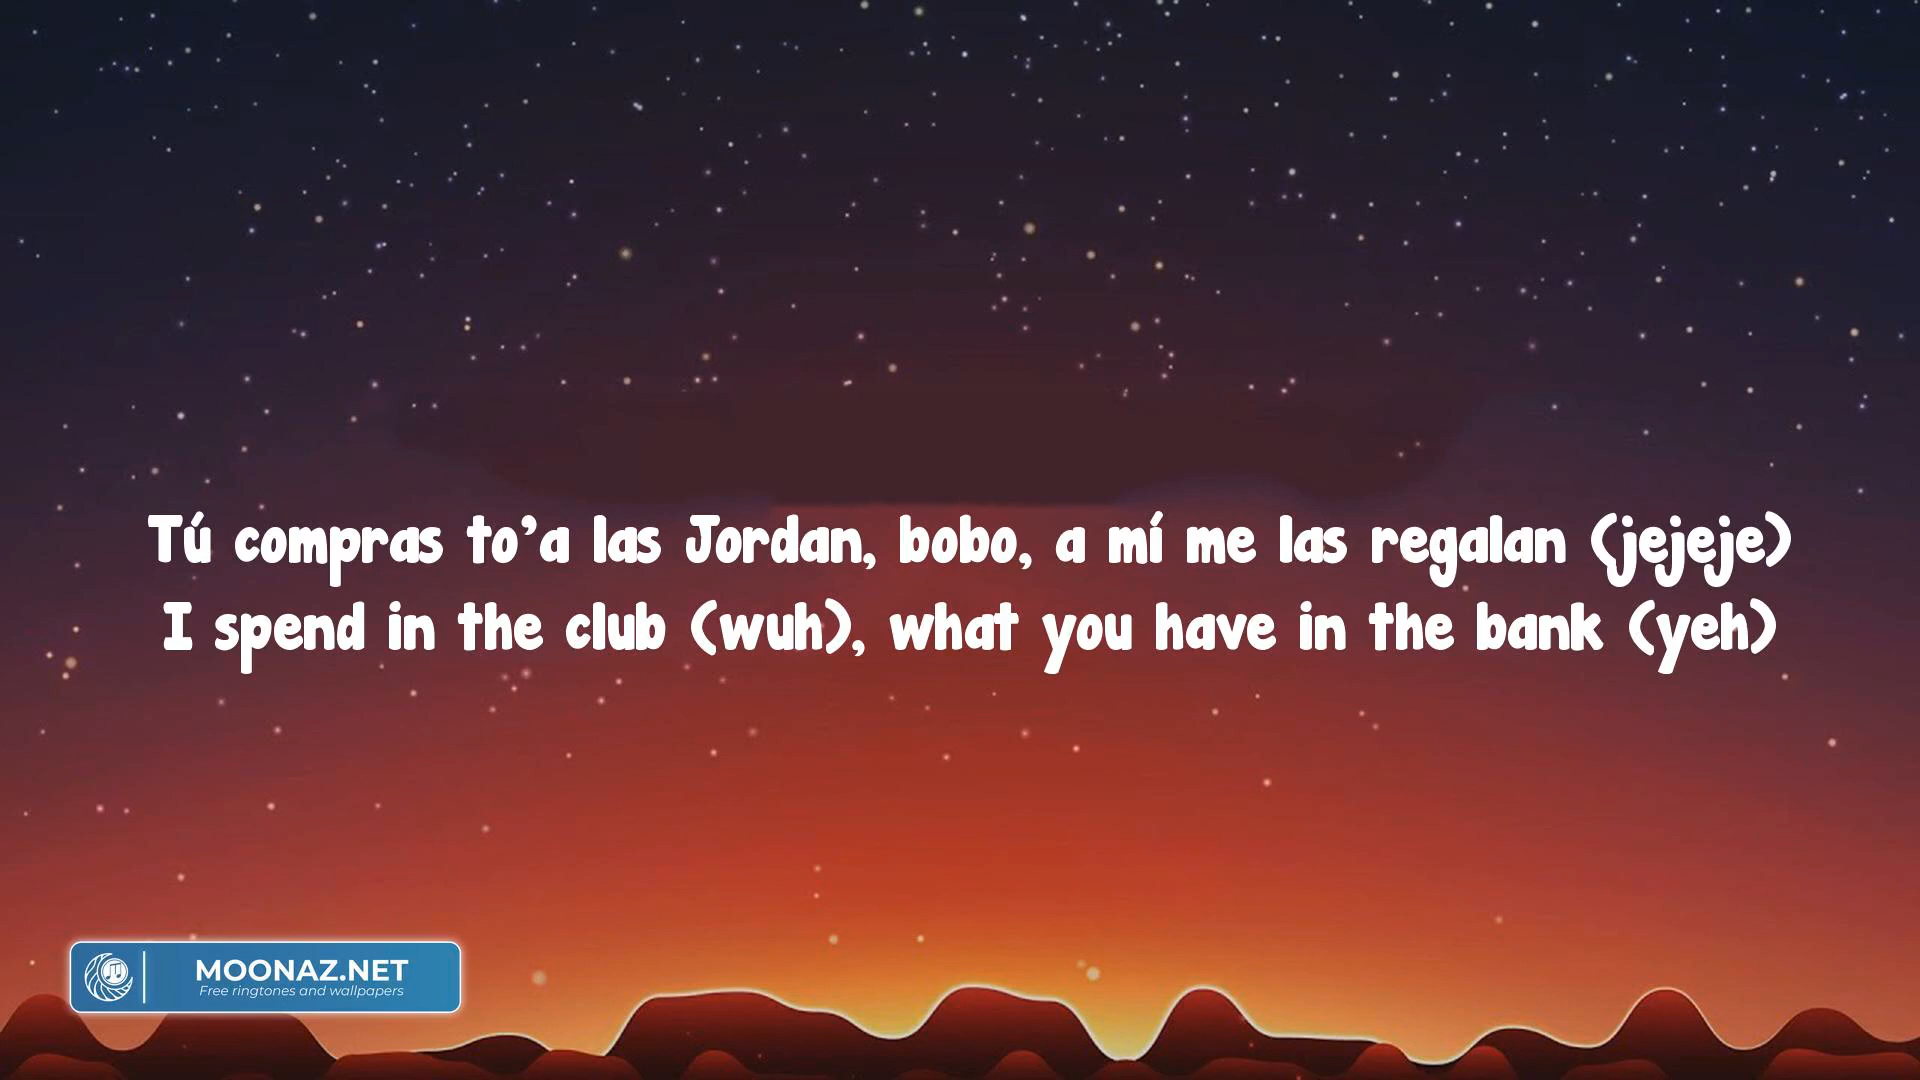 Tú compras to'a las Jordan, bobo, a mí me las regalan (jejeje)
I spend in the club (wuh), what you have in the bank (yeh)
MOONAZ.NET
Free ringtones and wallpapers